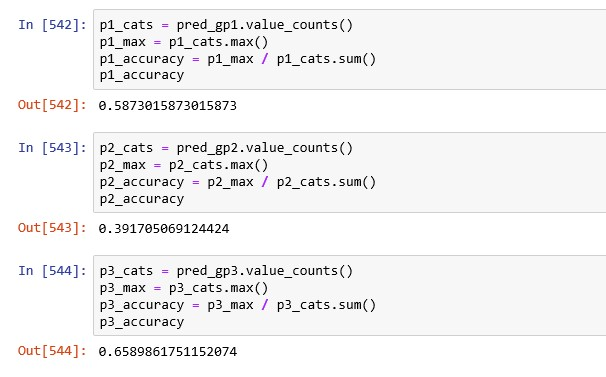 In [542]: p1_cats = pred_gp1.value_counts()
p1_max = p1_cats.max()
p1_accuracy = p1_max / p1_cats.sum()
p1_accuracy
Out[542]: 0.5873015873015873
In [543]: p2_cats = pred_gp2.value_counts()
p2_max = p2_cats.max()
p2_accuracy = p2_max / p2_cats.sum()
p2_accuracy
Out[543]: 0.391705069124424
In [544]: p3_cats = pred_gp3.value_counts()
p3_max = p3_cats.max()
p3_accuracy = p3_max / p3_cats.sum()
p3_accuracy
Out[544]: 0.6589861751152074